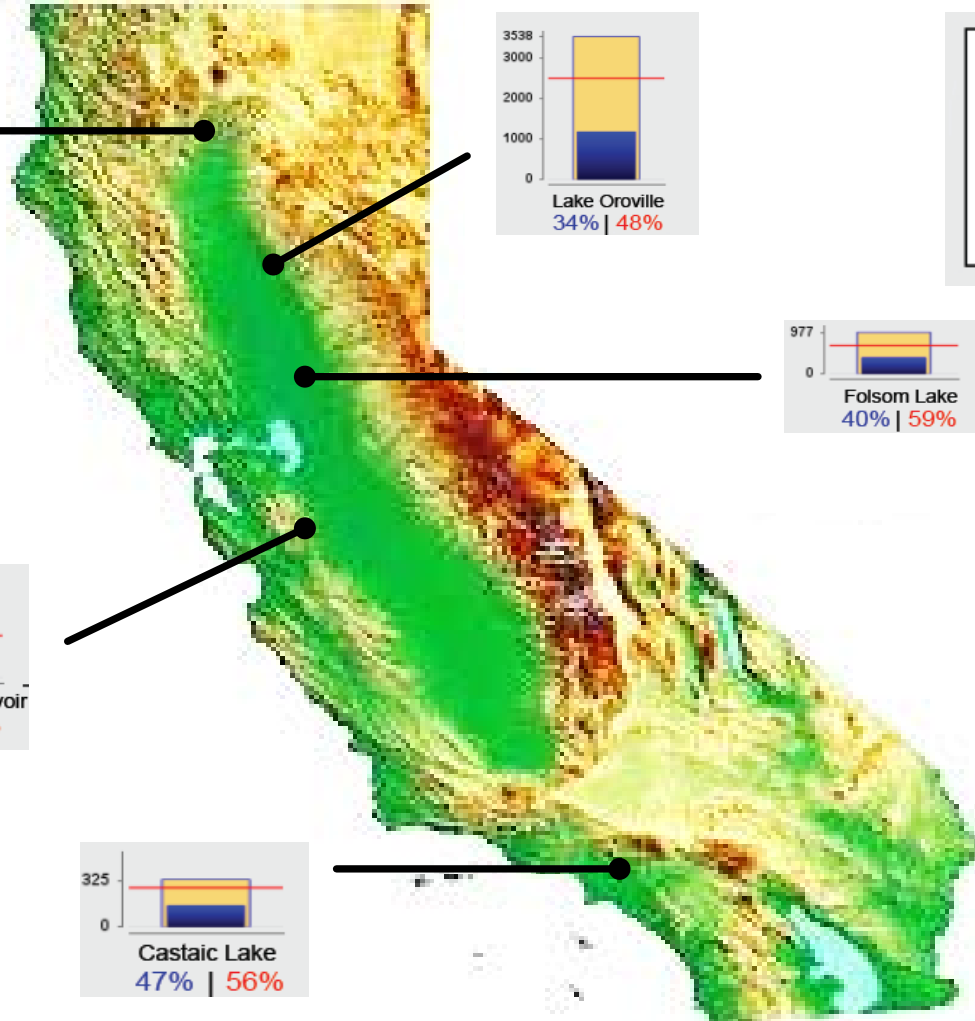 3538
3000
2000
1000
0
Lake Oroville
34% | 48%
977
0
Folsom Lake
40% | 59%
voir
325
0
Castaic Lake
47% | 56%